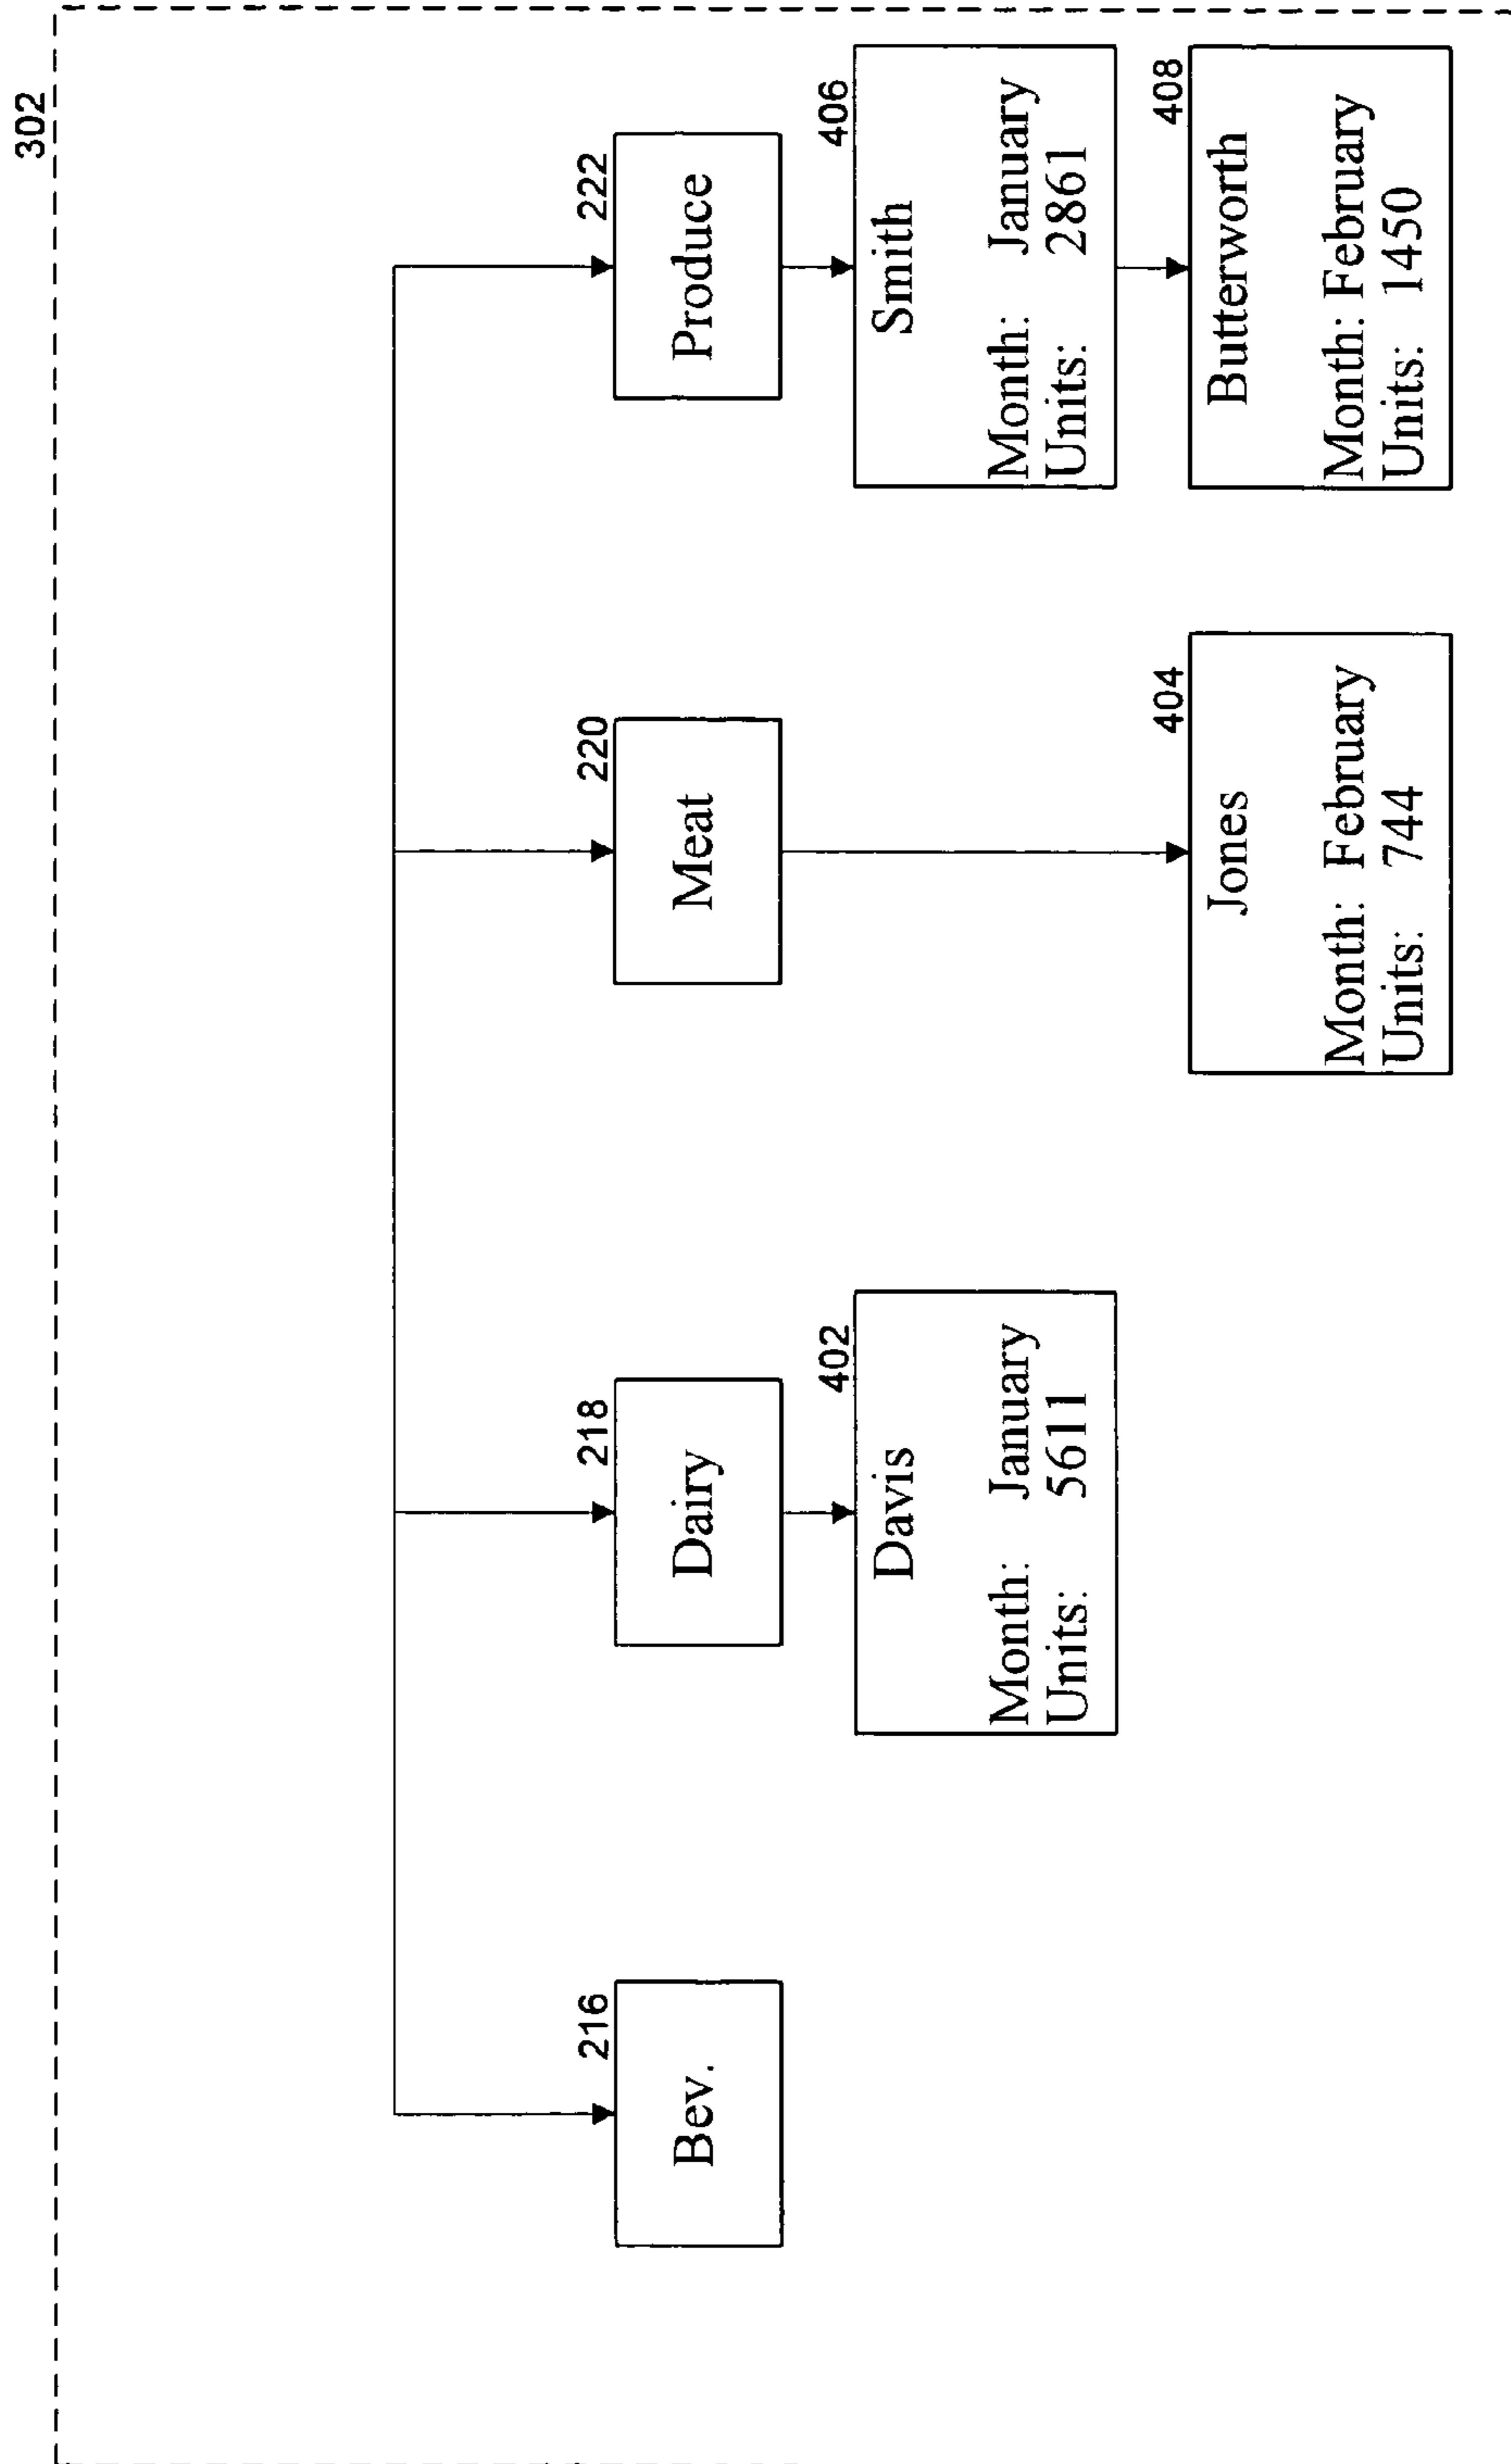 302
216
Bev.
218
Dairy
220
Meat
222
Produce
402
Davis
Month: January
Units: 5611
406
Smith
Month: January
Units: 2861
404
Jones
Month: February
Units: 744
408
Butterworth
Month: February
Units: 1450